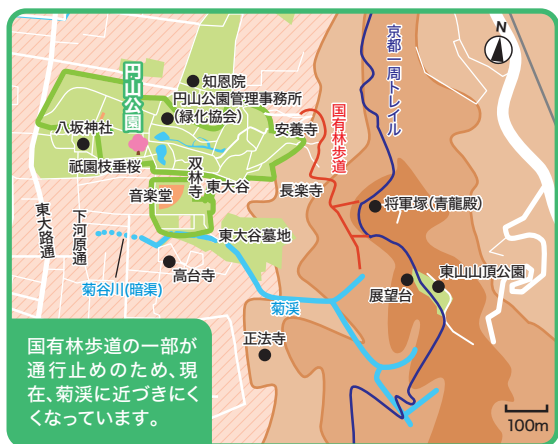 N
京都一周トレイル
知恩院
円山公園管理事務所
(緑化協会)
円山公園
八坂神社
安養寺
国有林歩道
祇園枝垂桜
双林寺
東大谷
音楽堂
長楽寺
将軍塚(青龍殿)
東大路通
下河原通
東大谷墓地
菊谷川(暗渠)
高台寺
菊渓
展望台
東山山頂公園
正法寺
国有林歩道の一部が
通行止めのため、現
在、菊渓に近づきにく
くなっています。
100m